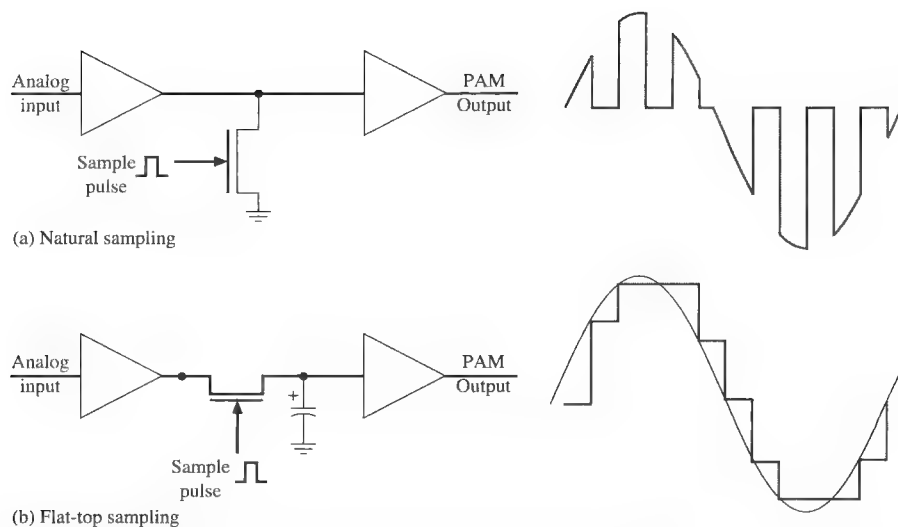 Analog
input
PAM
Output
Sample
pulse
(a) Natural sampling
Analog
input
+
PAM
Output
Sample
pulse
(b) Flat-top sampling